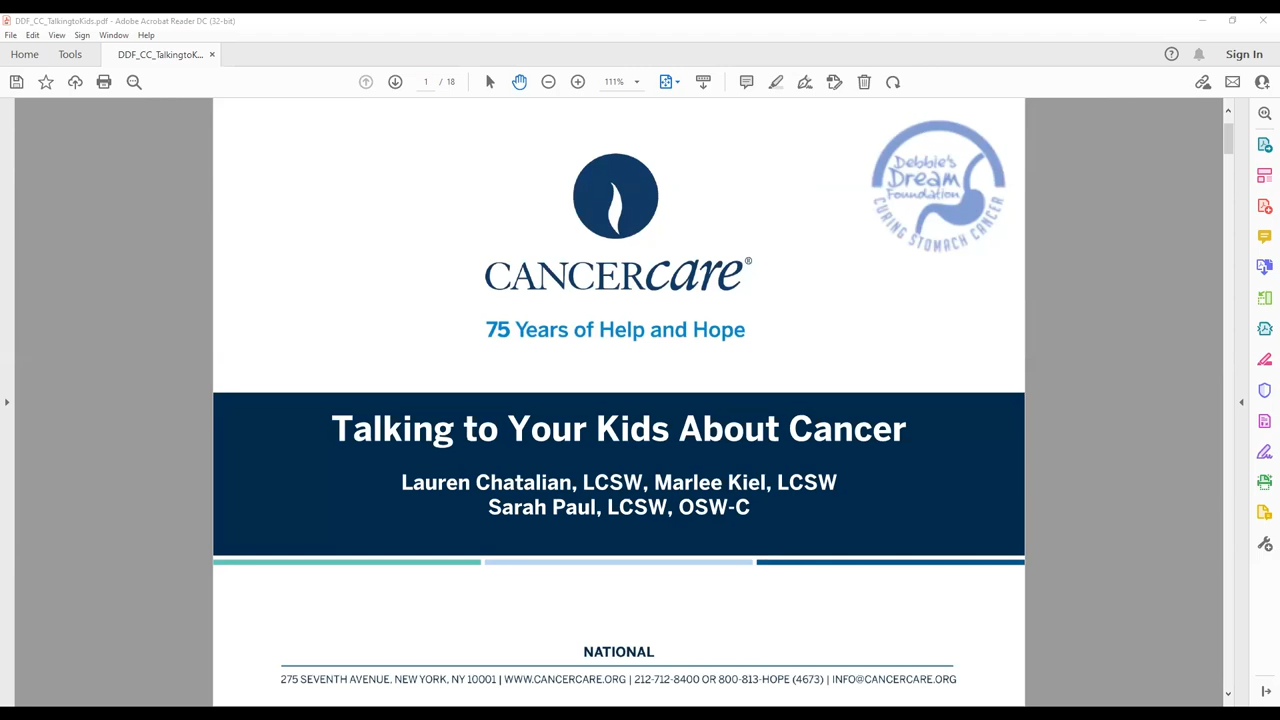 DDF_CC_TalkingtoKids.pdf - Adobe Acrobat Reader DC (32-bit)
File Edit View Sign Window Help
Home Tools DDF_CC_TalkingtoK... × Sign In
1 / 18 111%
Debbie's
Dream
Foundation
CURING STOMACH CANCER
CANCERcare®
75 Years of Help and Hope
Talking to Your Kids About Cancer
Lauren Chatalian, LCSW, Marlee Kiel, LCSW
Sarah Paul, LCSW, OSW-C
NATIONAL
275 SEVENTH AVENUE, NEW YORK, NY 10001 | WWW.CANCERCARE.ORG | 212-712-8400 OR 800-813-HOPE (4673) | INFO@CANCERCARE.ORG